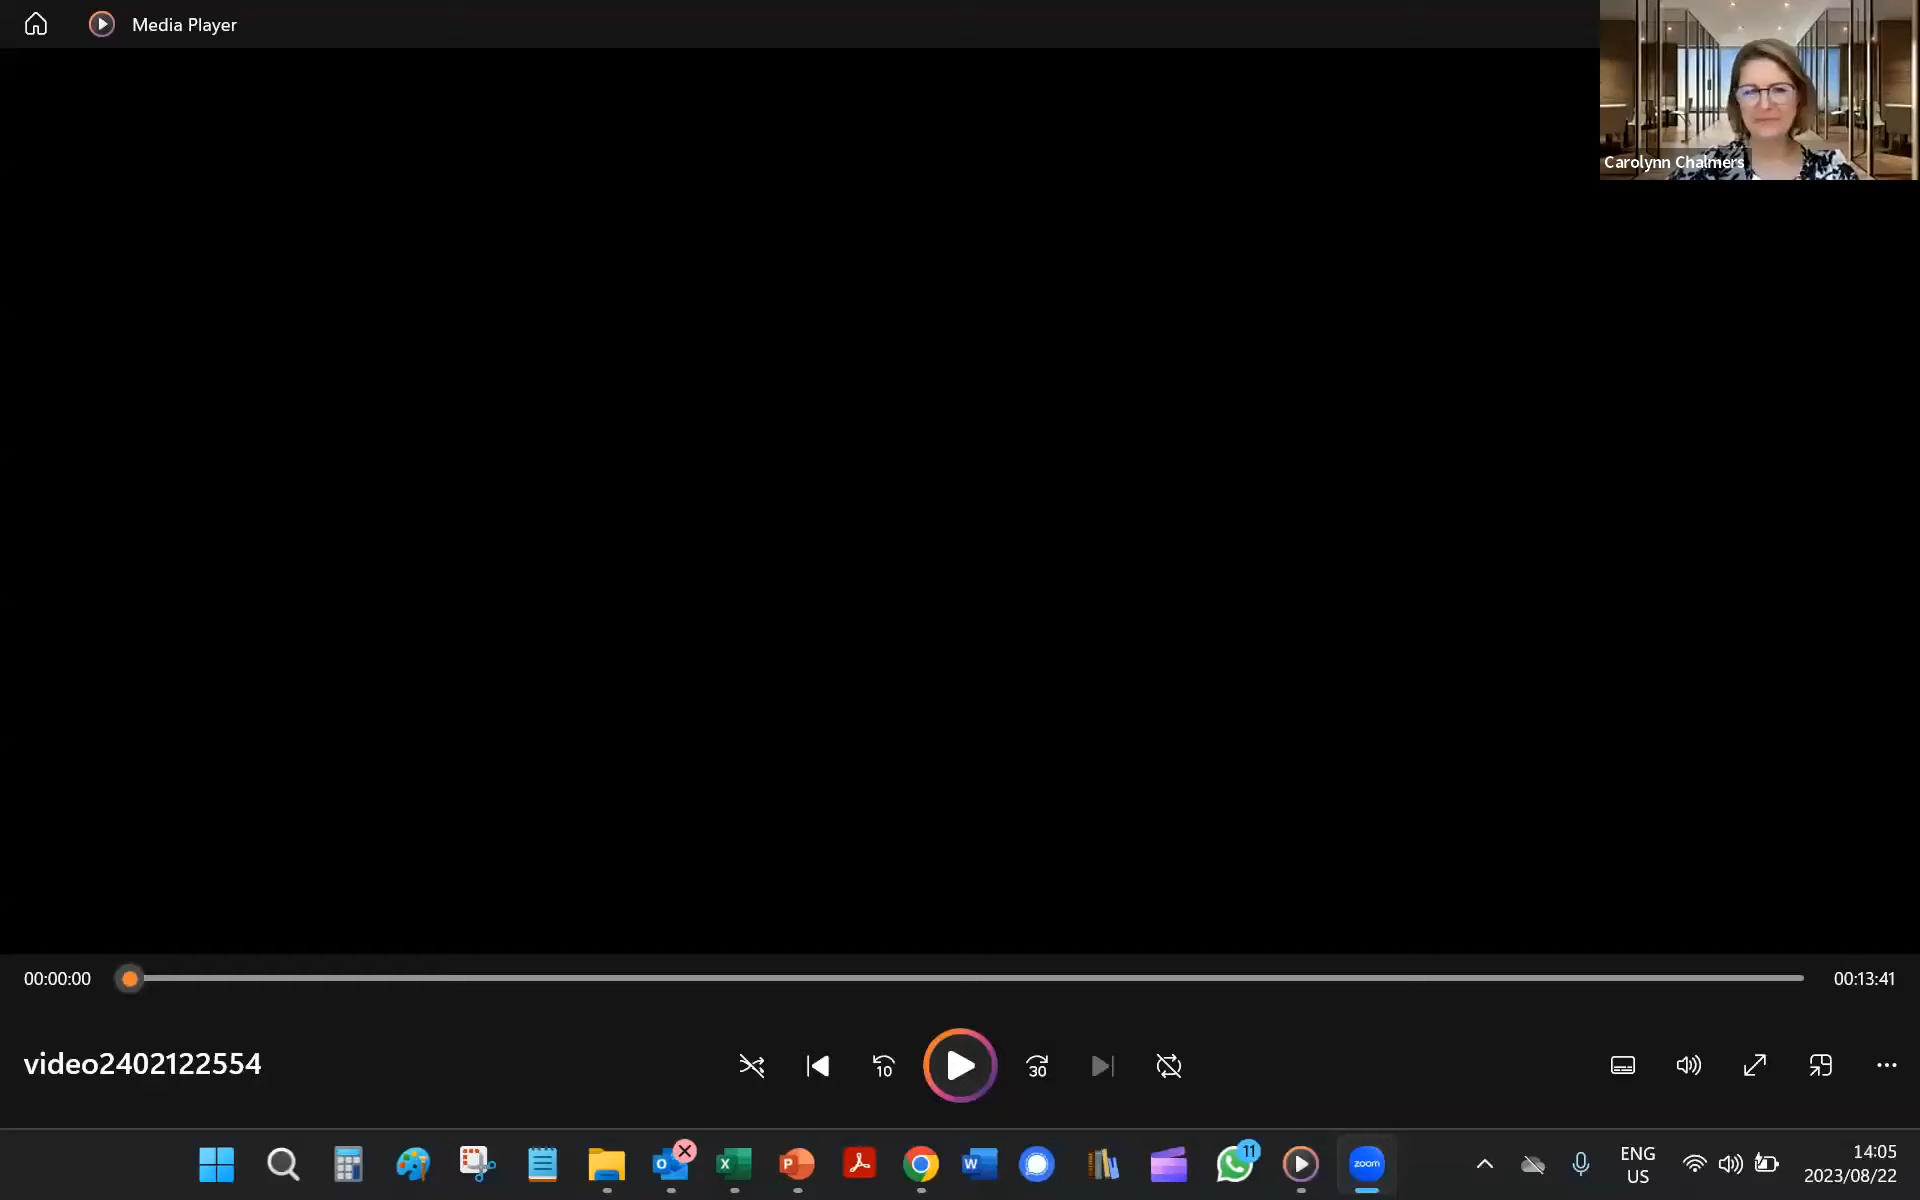 Media Player
Carolynn Chalmers
00:00:00
00:13:41
video2402122554
10
30
O
X
P
W
11
zoom
ENG
US
14:05
2023/08/22